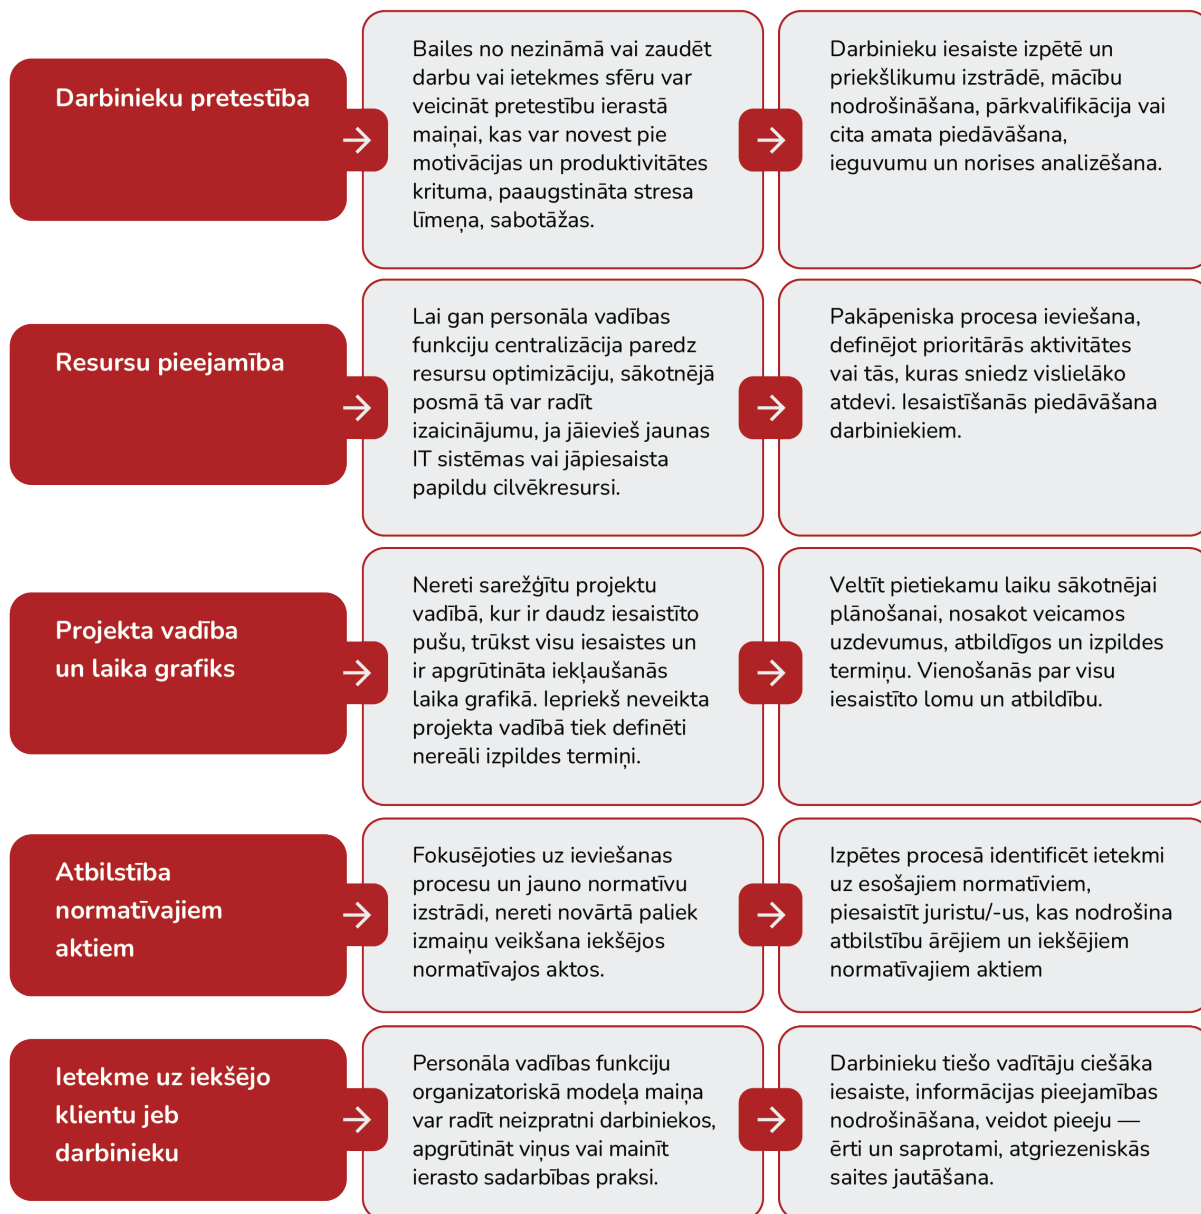 Darbinieku pretestība
Bailes no nezināmā vai zaudēt
darbu vai ietekmes sfēru var
veicināt pretestību ierastā
maiņai, kas var novest pie
motivācijas un produktivitātes
krituma, paaugstināta stresa
līmeņa, sabotāžas.
Darbinieku iesaiste izpētē un
priekšlikumu izstrādē, mācību
nodrošināšana, pārkvalifikācija vai
cita amata piedāvāšana,
ieguvumu un norises analizēšana.
Resursu pieejamība
Lai gan personāla vadības
funkciju centralizācija paredz
resursu optimizāciju, sākotnējā
posmā tā var radīt
izaicinājumu, ja jāievieš jaunas
IT sistēmas vai jāpiesaista
papildu cilvēkresursi.
Pakāpeniska procesa ieviešana,
definējot prioritārās aktivitātes
vai tās, kuras sniedz vislielāko
atdevi. Iesaistīšanās piedāvāšana
darbiniekiem.
Projekta vadība
un laika grafiks
Nereti sarežģītu projektu
vadībā, kur ir daudz iesaistīto
pušu, trūkst visu iesaistes un
ir apgrūtināta iekļaušanās
laika grafikā. Iepriekš neveikta
projekta vadībā tiek definēti
nereāli izpildes termiņi.
Veltīt pietiekamu laiku sākotnējai
plānošanai, nosakot veicamos
uzdevumus, atbildīgos un izpildes
termiņu. Vienošanās par visu
iesaistīto lomu un atbildību.
Atbilstība
normatīvajiem
aktiem
Fokusējoties uz ieviešanas
procesu un jauno normatīvu
izstrādi, nereti novārtā paliek
izmaiņu veikšana iekšējos
normatīvajos aktos.
Izpētes procesā identificēt ietekmi
uz esošajiem normatīviem,
piesaistīt juristu/-us, kas nodrošina
atbilstību ārējiem un iekšējiem
normatīvajiem aktiem
Ietekme uz iekšējo
klientu jeb
darbinieku
Personāla vadības funkciju
organizatoriskā modeļa maiņa
var radīt neizpratni darbiniekos,
apgrūtināt viņus vai mainīt
ierasto sadarbības praksi.
Darbinieku tiešo vadītāju ciešāka
iesaiste, informācijas pieejamības
nodrošināšana, veidot pieeju —
ērti un saprotami, atgriezeniskās
saites jautāšana.